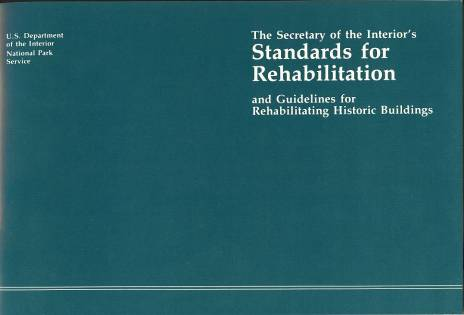 U.S. Department
of the Interior
National Park
Service
The Secretary of the Interior's
Standards for
Rehabilitation
and Guidelines for
Rehabilitating Historic Buildings